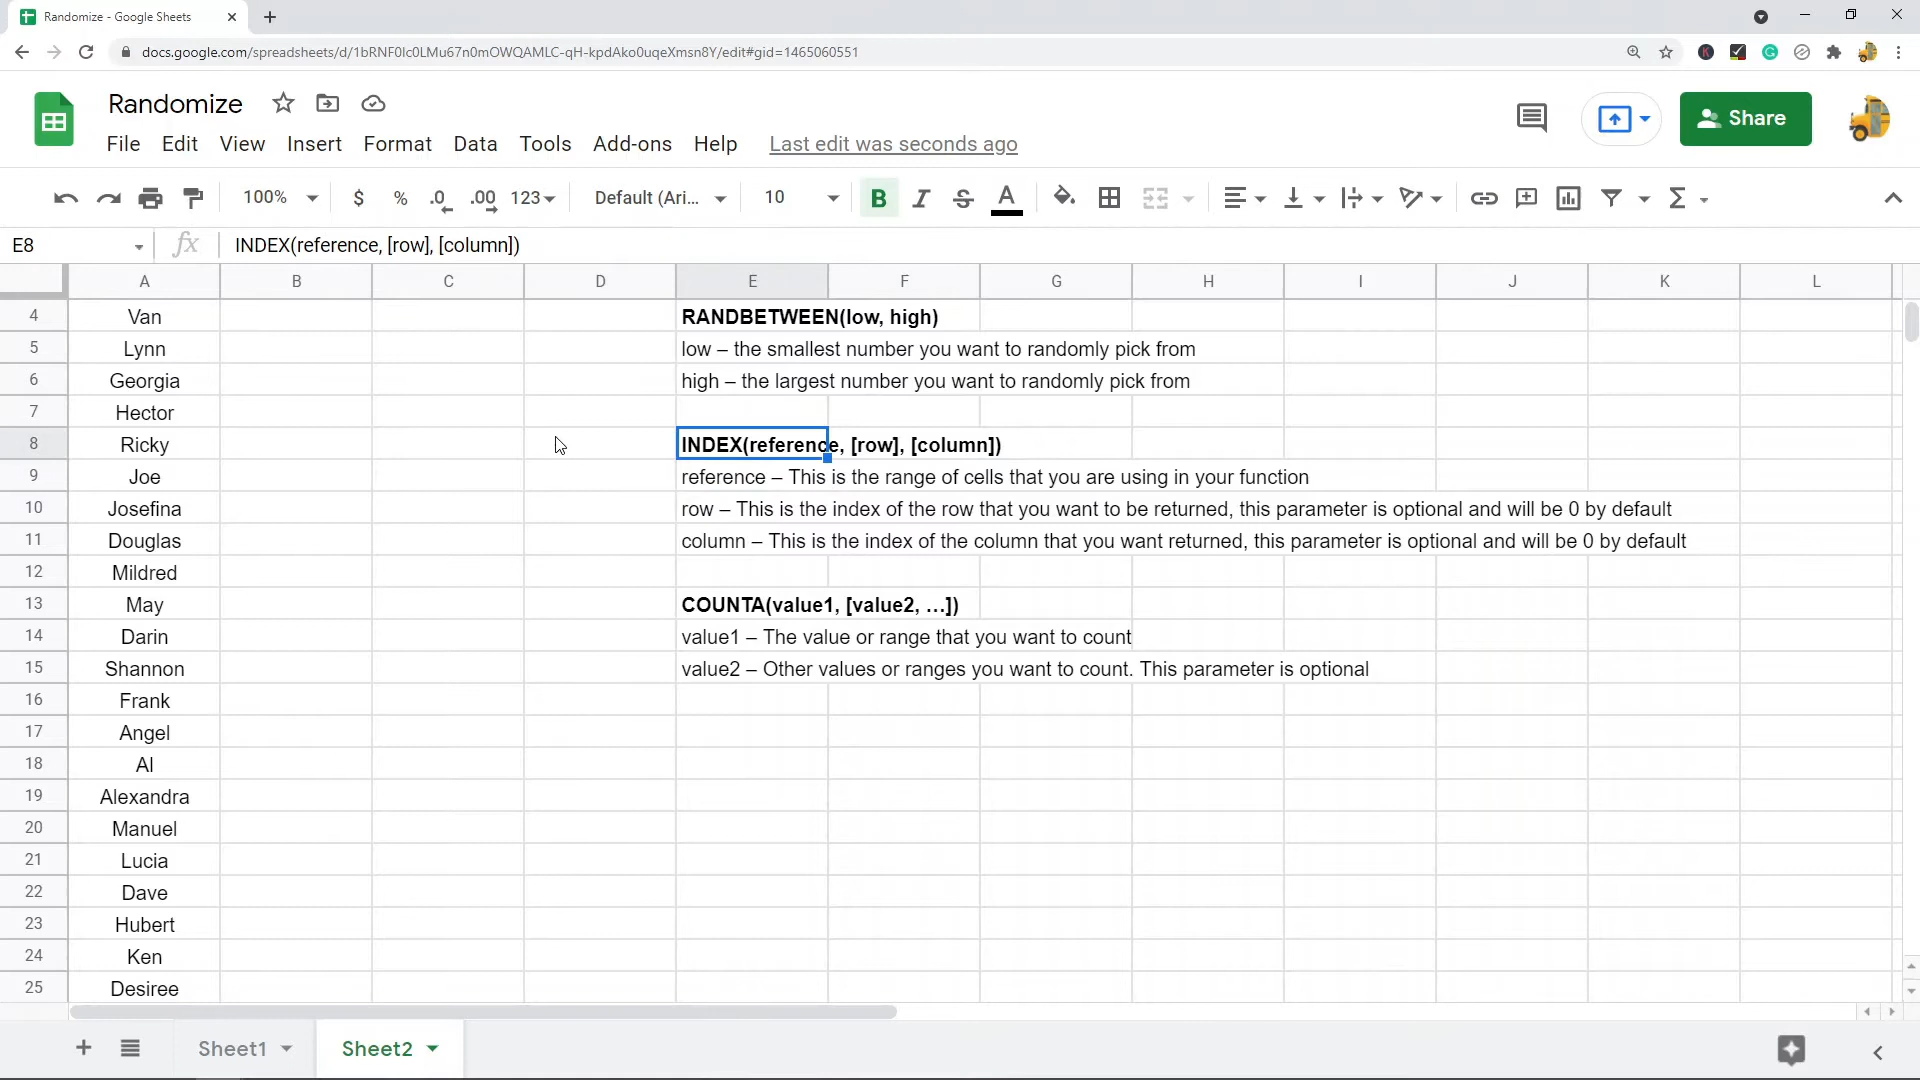 Randomize - Google Sheets
docs.google.com/spreadsheets/d/1bRNF0Ic0LMu67n0mOWQAMLC-qH-kpdAko0uqeXmsn8Y/edit#gid=1465060551
Randomize
Share
File Edit View Insert Format Data Tools Add-ons Help Last edit was seconds ago
100% $ % .0 .00 123 Default (Ari... 10 B I S A Σ
E8 fx INDEX(reference, [row], [column])
A B C D E F G H I J K L
4 Van RANDBETWEEN(low, high)
5 Lynn low – the smallest number you want to randomly pick from
6 Georgia high – the largest number you want to randomly pick from
7 Hector
8 Ricky INDEX(reference, [row], [column])
9 Joe reference – This is the range of cells that you are using in your function
10 Josefina row – This is the index of the row that you want to be returned, this parameter is optional and will be 0 by default
11 Douglas column – This is the index of the column that you want returned, this parameter is optional and will be 0 by default
12 Mildred
13 May COUNTA(value1, [value2, …])
14 Darin value1 – The value or range that you want to count
15 Shannon value2 – Other values or ranges you want to count. This parameter is optional
16 Frank
17 Angel
18 Al
19 Alexandra
20 Manuel
21 Lucia
22 Dave
23 Hubert
24 Ken
25 Desiree
Sheet1 Sheet2